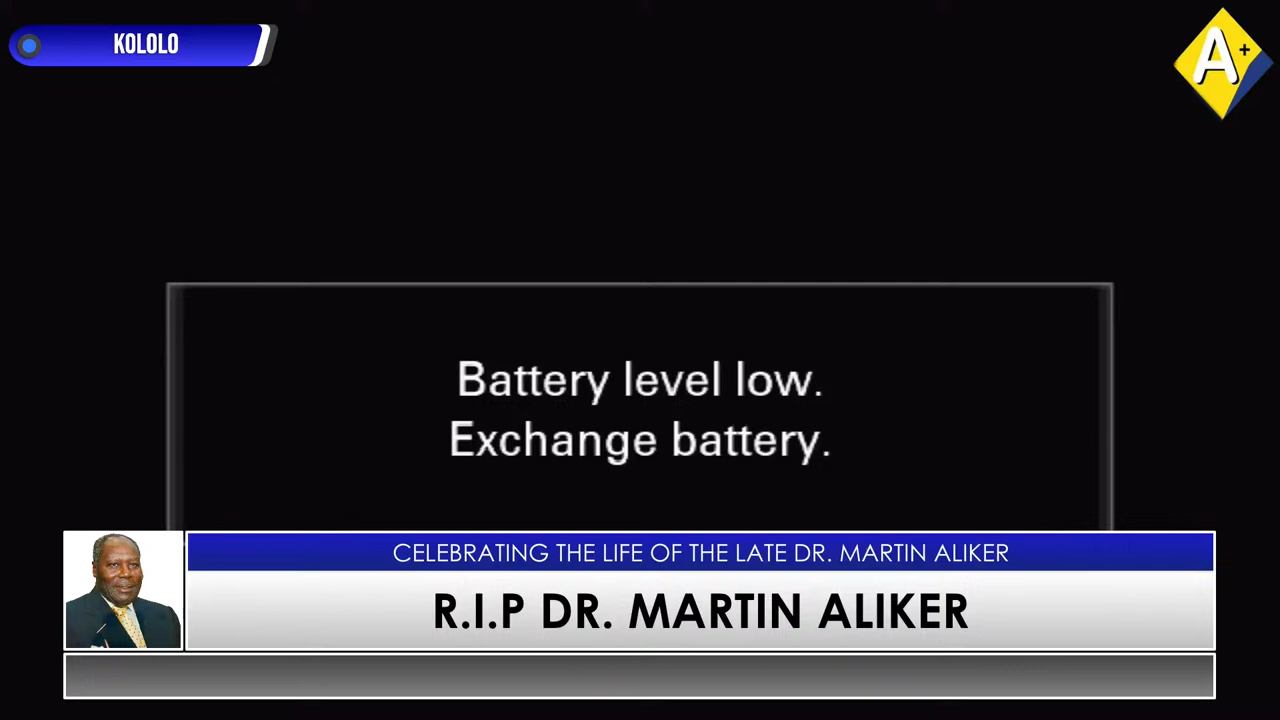 KOLOLO
A+
Battery level low.
Exchange battery.
CELEBRATING THE LIFE OF THE LATE DR. MARTIN ALIKER
R.I.P DR. MARTIN ALIKER